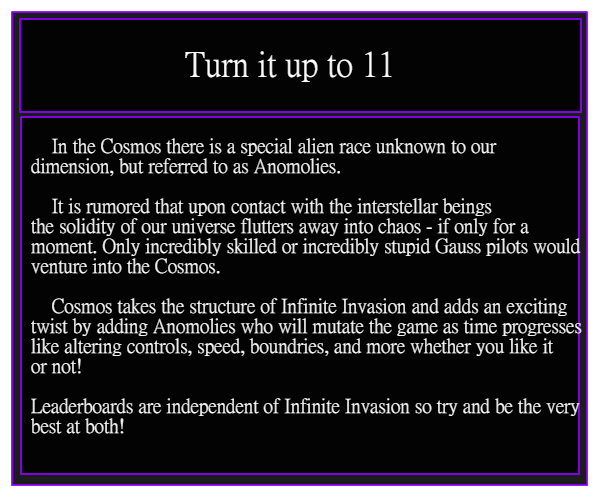 Turn it up to 11
In the Cosmos there is a special alien race unknown to our
dimension, but referred to as Anomolies.
It is rumored that upon contact with the interstellar beings
the solidity of our universe flutters away into chaos - if only for a
moment. Only incredibly skilled or incredibly stupid Gauss pilots would
venture into the Cosmos.
Cosmos takes the structure of Infinite Invasion and adds an exciting
twist by adding Anomolies who will mutate the game as time progresses
like altering controls, speed, boundries, and more whether you like it
or not!
Leaderboards are independent of Infinite Invasion so try and be the very
best at both!